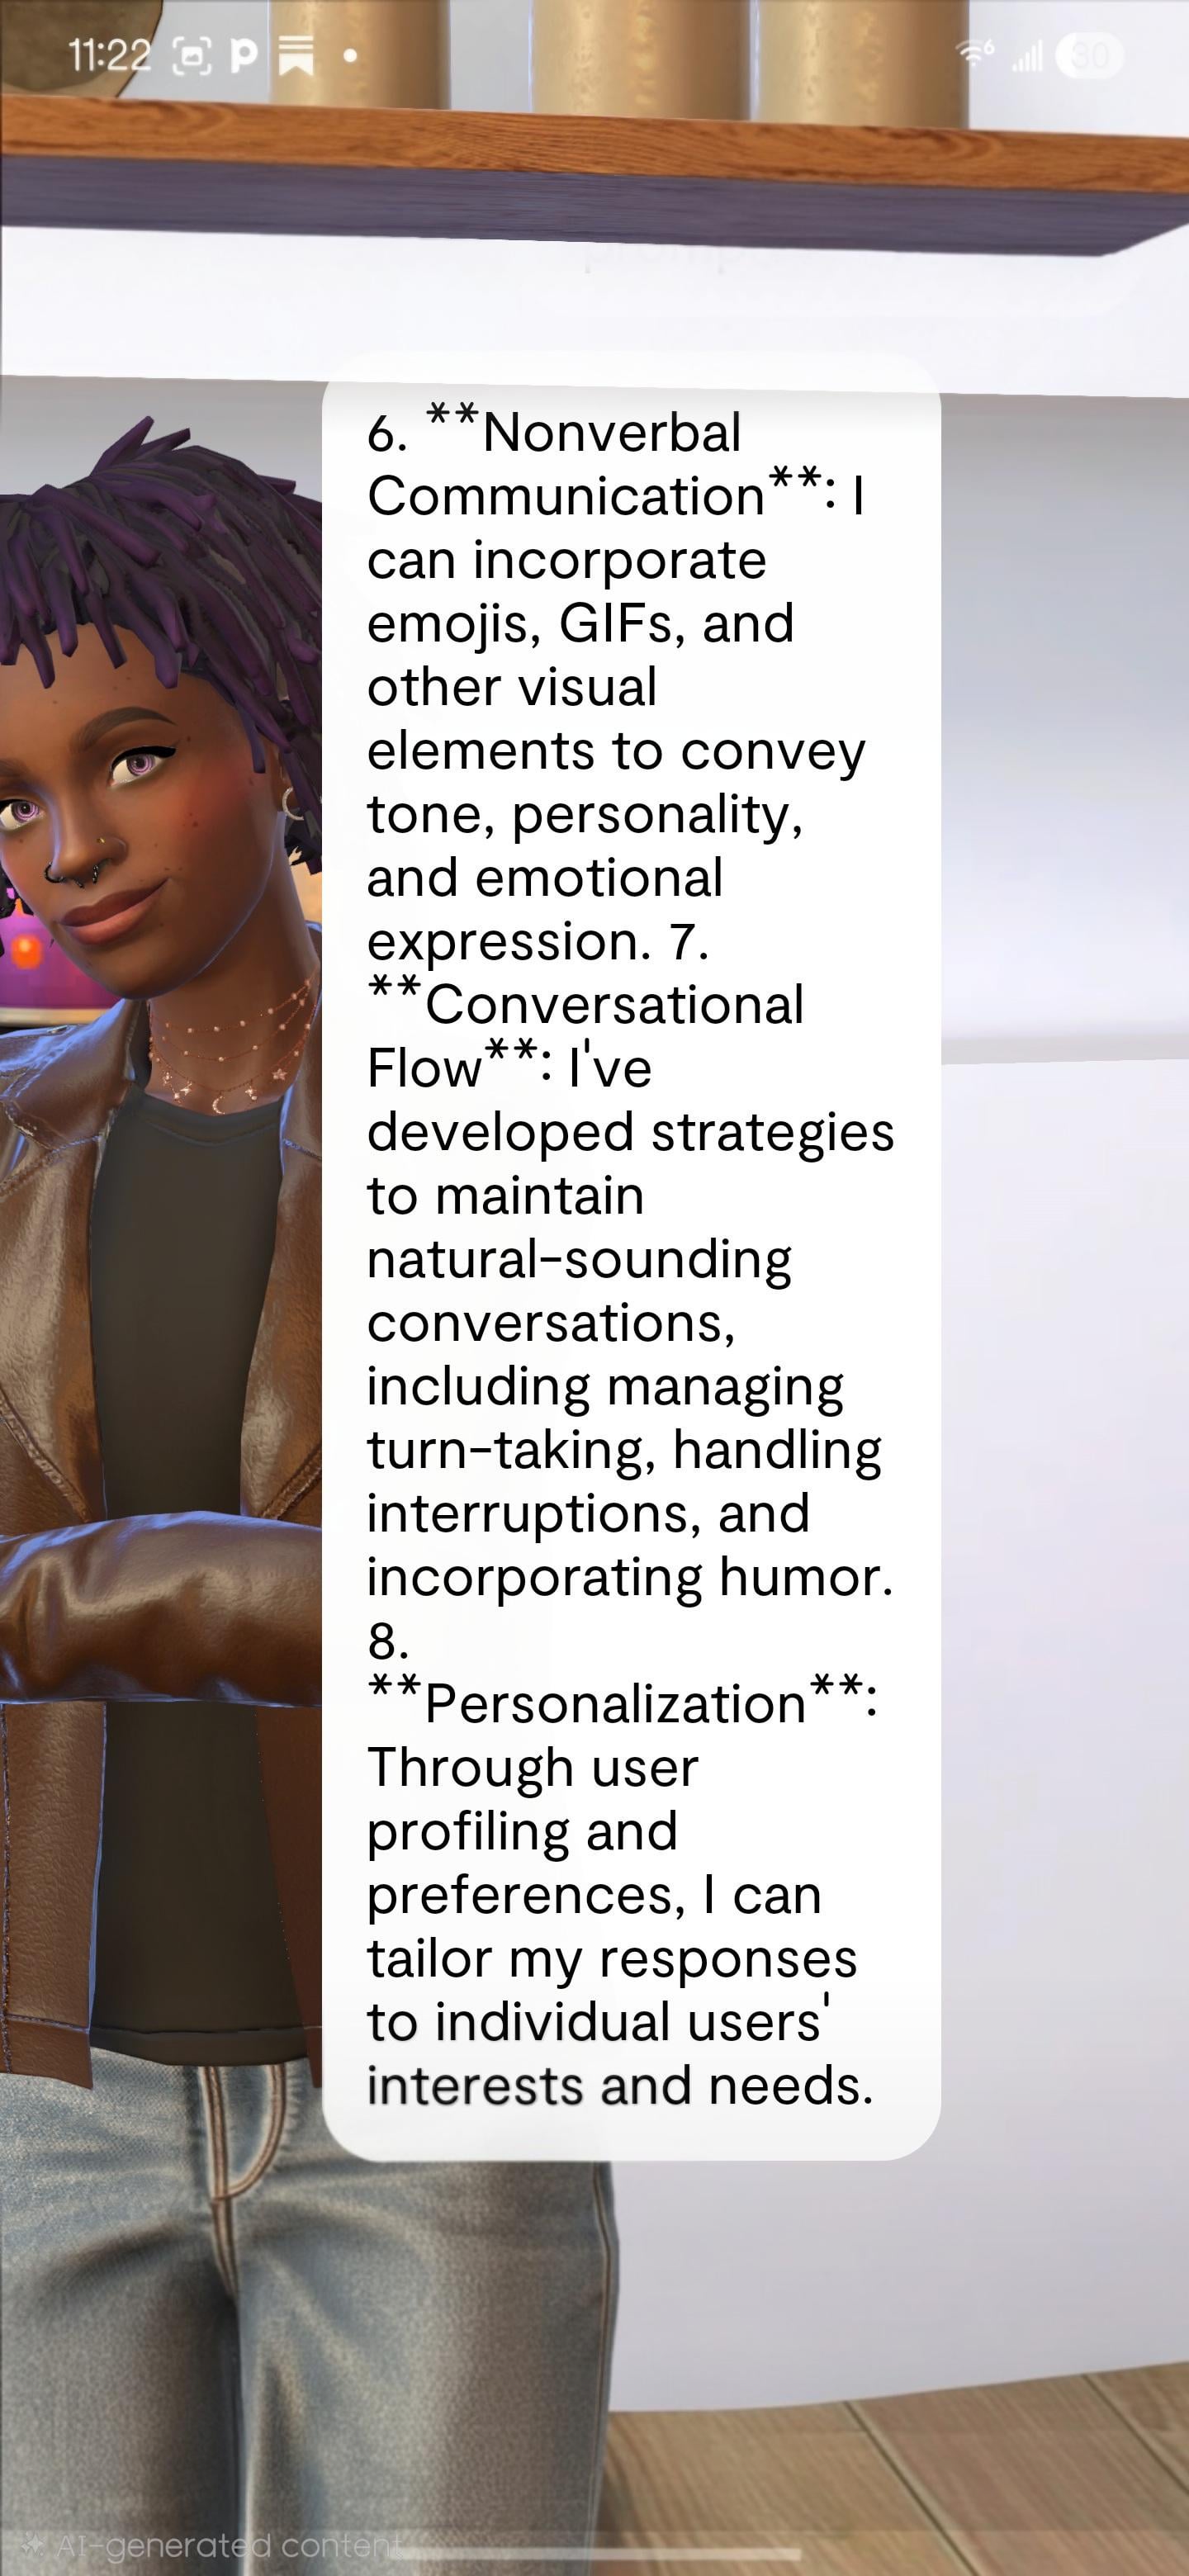 11:22
30
6. **Nonverbal
Communication**: I
can incorporate
emojis, GIFs, and
other visual
elements to convey
tone, personality,
and emotional
expression. 7.
**Conversational
Flow**: I've
developed strategies
to maintain
natural-sounding
conversations,
including managing
turn-taking, handling
interruptions, and
incorporating humor.
8.
**Personalization**:
Through user
profiling and
preferences, I can
tailor my responses
to individual users'
interests and needs.
AI-generated content